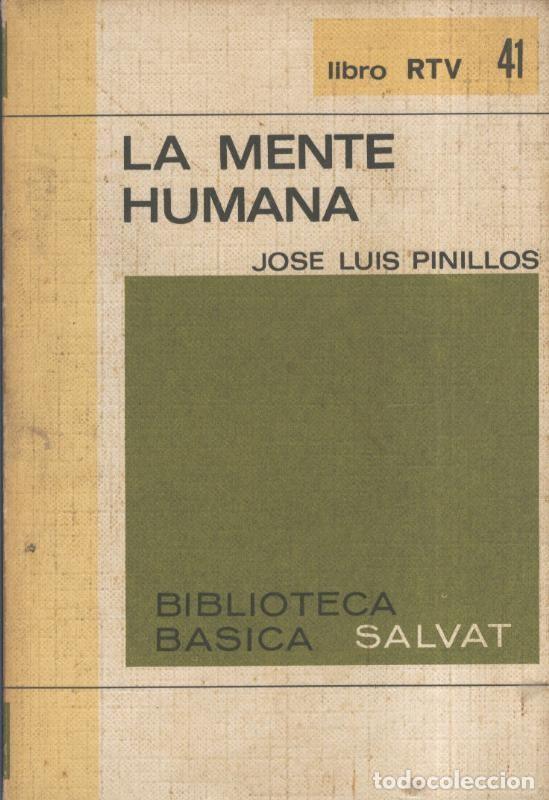 libro RTV 41
LA MENTE
HUMANA
JOSE LUIS PINILLOS
BIBLIOTECA
BASICA SALVAT
todocoleccion